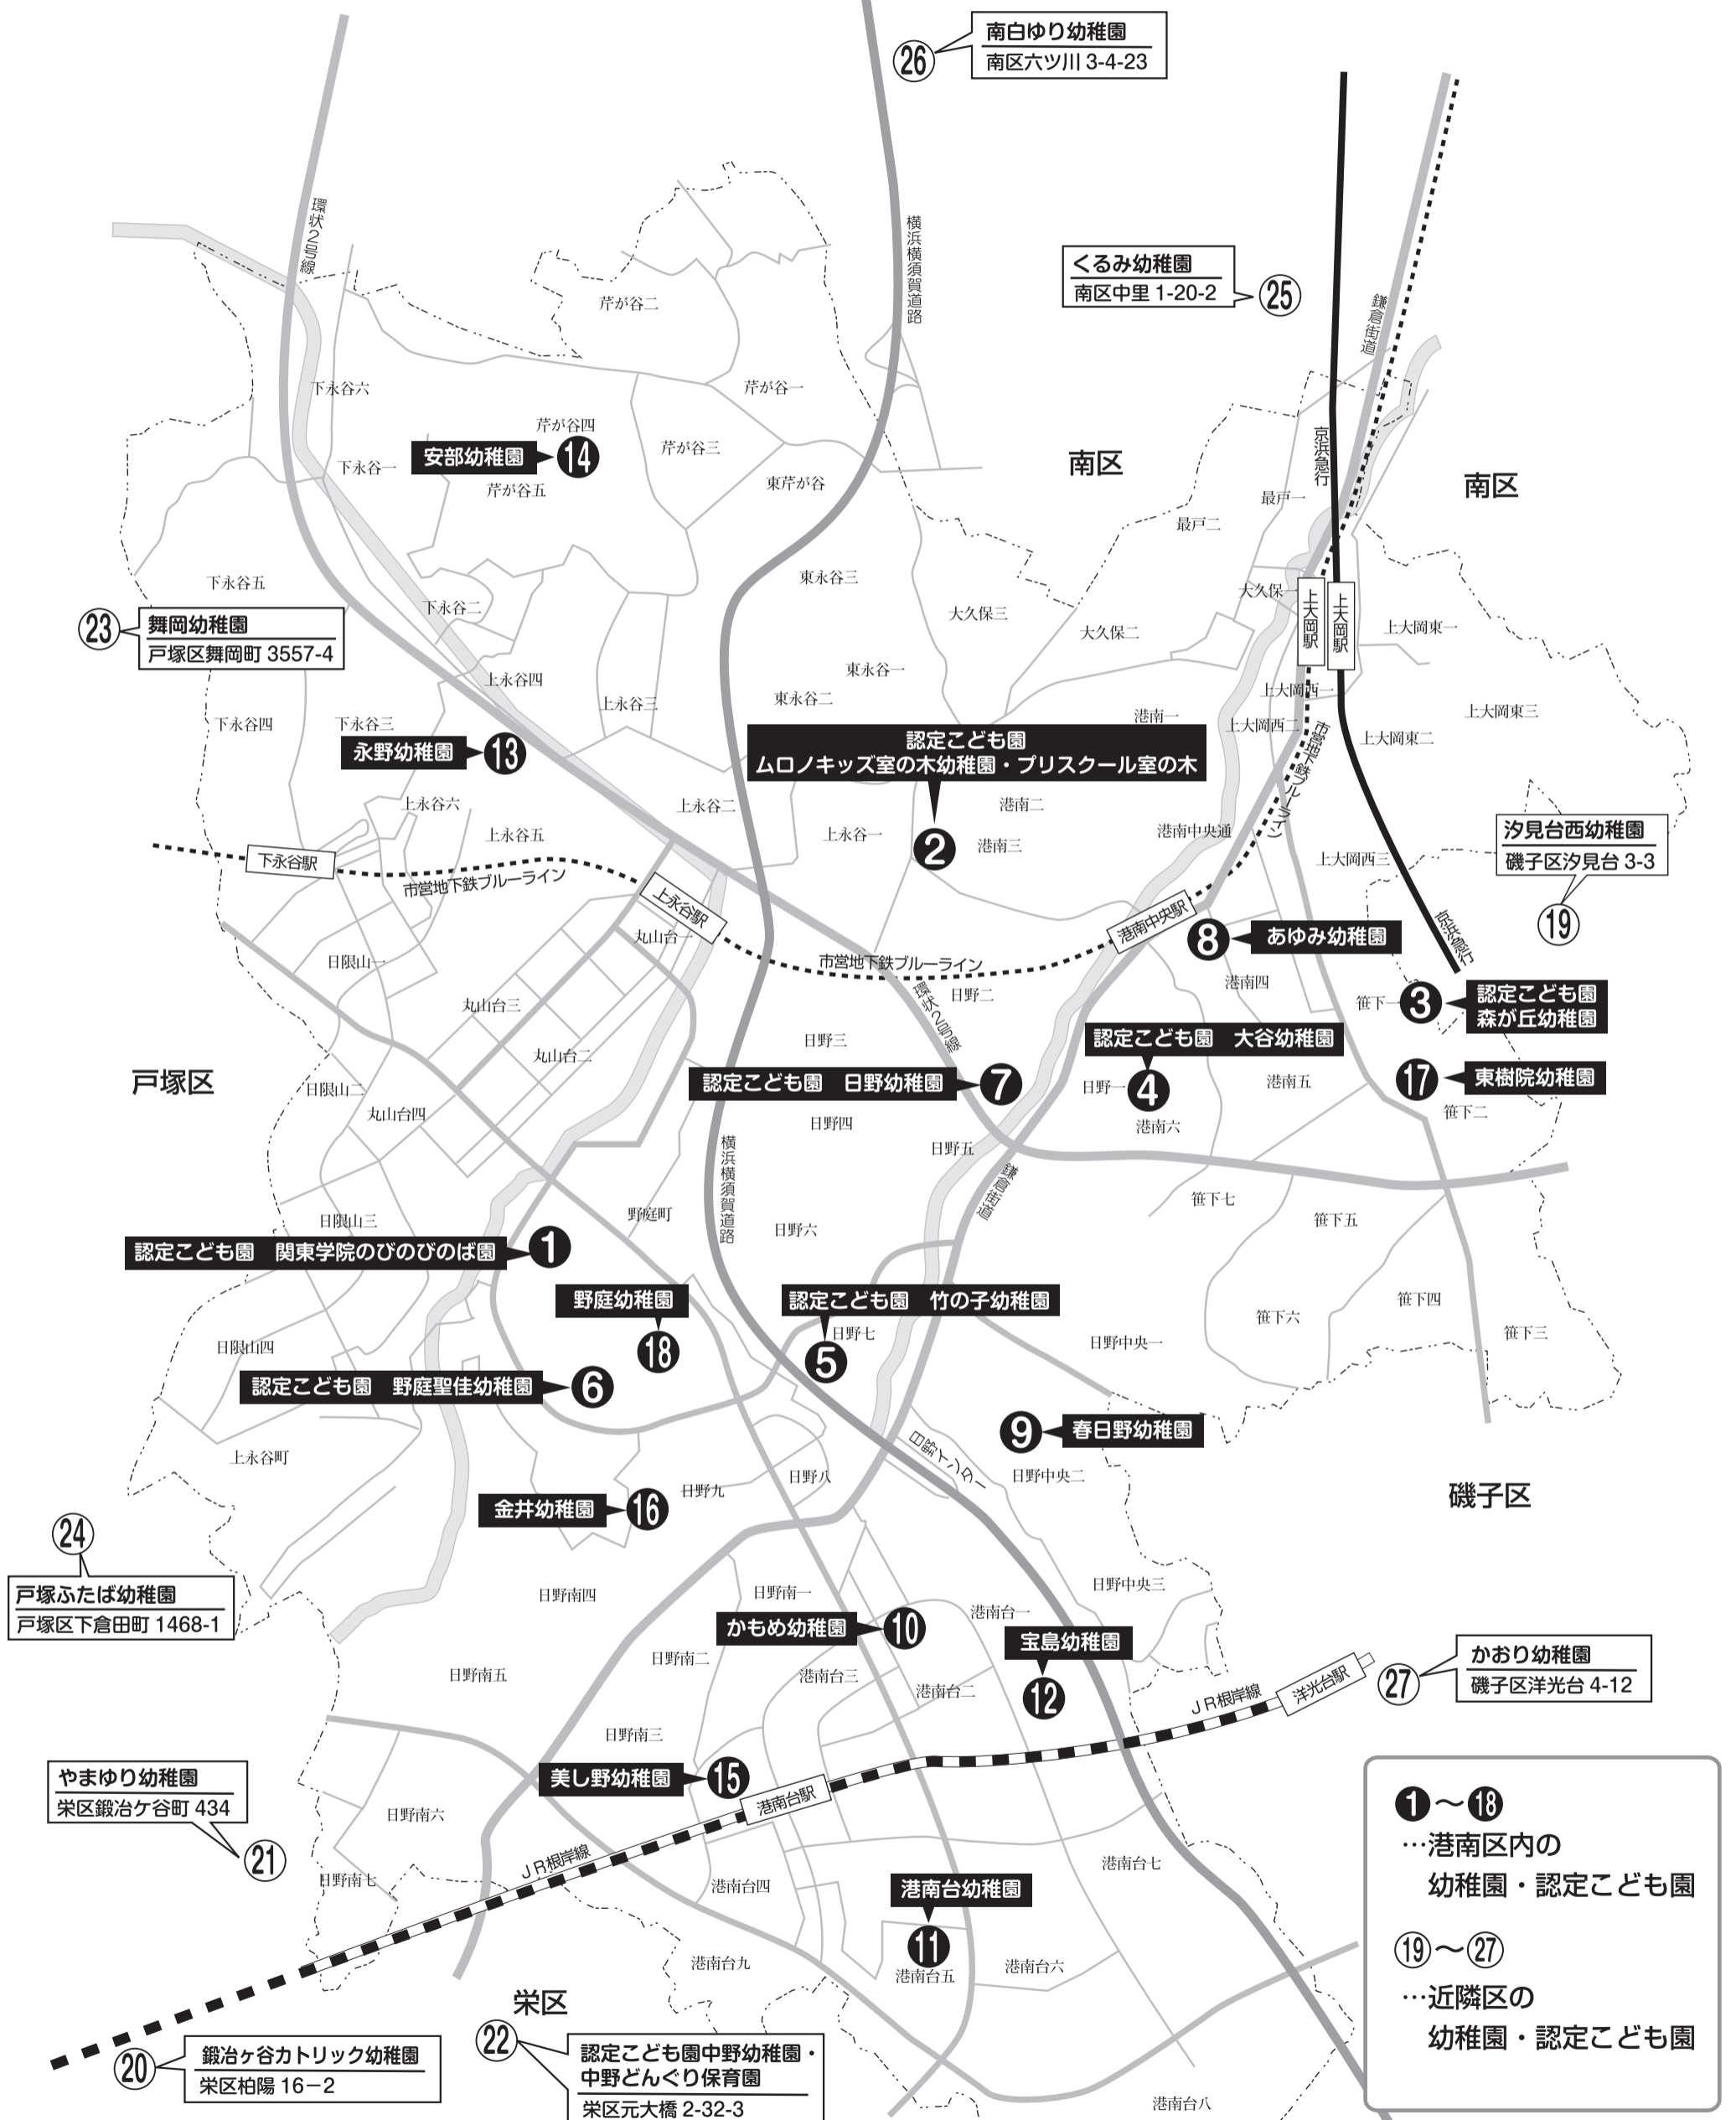 ㉖
南白ゆり幼稚園
南区六ツ川 3-4-23
環状2号線
横浜横須賀道路
くるみ幼稚園
南区中里 1-20-2
㉕
鎌倉街道
芹が谷二
下永谷六
芹が谷一
芹が谷四
安部幼稚園
⓮
芹が谷三
京浜急行
南区
南区
下永谷一
芹が谷五
東芹が谷
最戸一
最戸二
下永谷五
東永谷三
下永谷二
大久保三
大久保一
大久保二
上大岡駅
上大岡駅
上大岡東一
㉓
舞岡幼稚園
戸塚区舞岡町 3557-4
東永谷一
上永谷四
上永谷三
東永谷二
上大岡西一
下永谷四
下永谷三
港南一
上大岡西二
上大岡東三
上大岡東二
市営地下鉄ブルーライン
永野幼稚園
⓭
認定こども園
ムロノキッズ室の木幼稚園・プリスクール室の木
❷
上永谷六
上永谷五
上永谷二
上永谷一
港南二
港南三
港南中央通
上大岡西三
汐見台西幼稚園
磯子区汐見台 3-3
⑲
下永谷駅
市営地下鉄ブルーライン
上永谷駅
丸山台一
港南中央駅
❽
あゆみ幼稚園
京浜急行
日限山一
市営地下鉄ブルーライン
環状2号線
日野二
港南四
丸山台三
笹下一
❸
認定こども園
森が丘幼稚園
丸山台二
日野三
認定こども園　大谷幼稚園
❹
戸塚区
日限山二
認定こども園　日野幼稚園
❼
日野一
港南五
⓱
東樹院幼稚園
丸山台四
日野四
港南六
笹下二
横浜横須賀道路
日野五
鎌倉街道
日限山三
野庭町
日野六
笹下七
笹下五
認定こども園　関東学院のびのびのば園
❶
野庭幼稚園
⓲
認定こども園　竹の子幼稚園
❺
日野七
笹下六
笹下四
笹下三
日限山四
日野中央一
認定こども園　野庭聖佳幼稚園
❻
❾
春日野幼稚園
上永谷町
日野インター
日野中央二
日野八
日野九
磯子区
金井幼稚園
⓰
㉔
戸塚ふたば幼稚園
戸塚区下倉田町 1468-1
日野南四
日野南一
日野中央三
港南台一
かもめ幼稚園
❿
宝島幼稚園
⓬
日野南五
日野南二
港南台三
港南台二
JR根岸線
洋光台駅
㉗
かおり幼稚園
磯子区洋光台 4-12
日野南三
美し野幼稚園
⓯
港南台駅
やまゆり幼稚園
栄区鍛冶ケ谷町 434
㉑
日野南六
JR根岸線
日野南七
港南台四
港南台七
港南台幼稚園
⓫
港南台五
港南台九
港南台六
栄区
⑳
鍛冶ヶ谷カトリック幼稚園
栄区柏陽 16－2
㉒
認定こども園中野幼稚園・
中野どんぐり保育園
栄区元大橋 2-32-3
港南台八
❶～⓲
…港南区内の
幼稚園・認定こども園
⑲～㉗
…近隣区の
幼稚園・認定こども園